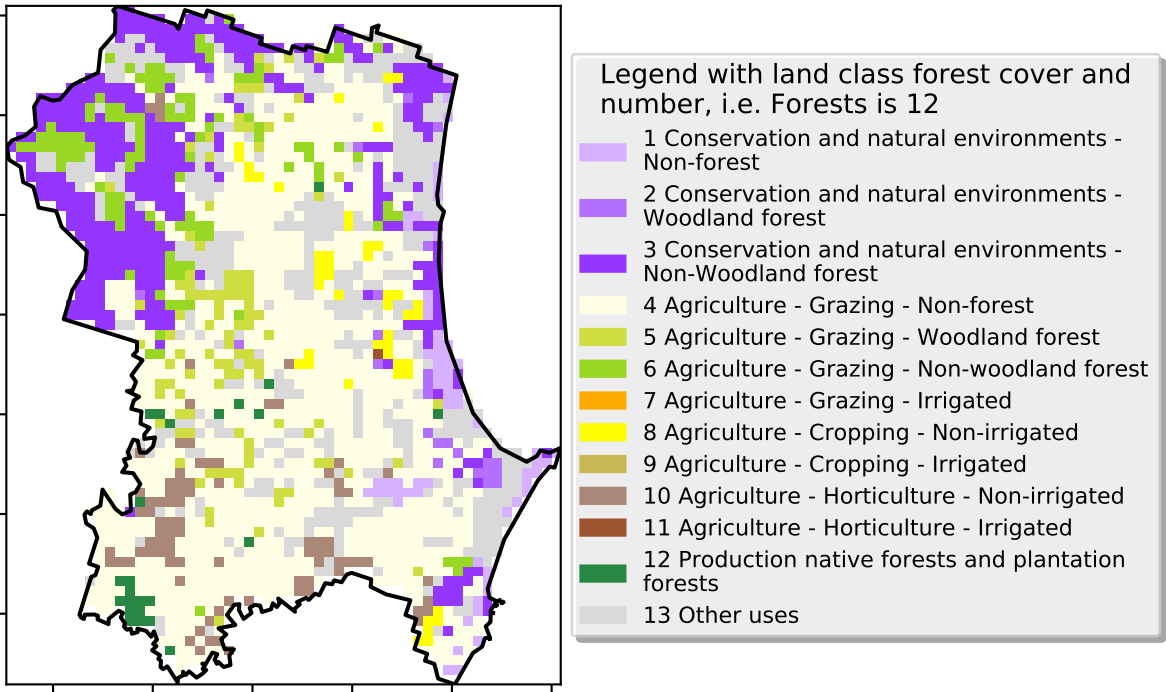 Legend with land class forest cover and
number, i.e. Forests is 12
1 Conservation and natural environments -
Non-forest
2 Conservation and natural environments -
Woodland forest
3 Conservation and natural environments -
Non-Woodland forest
4 Agriculture - Grazing - Non-forest
5 Agriculture - Grazing - Woodland forest
6 Agriculture - Grazing - Non-woodland forest
7 Agriculture - Grazing - Irrigated
8 Agriculture - Cropping - Non-irrigated
9 Agriculture - Cropping - Irrigated
10 Agriculture - Horticulture - Non-irrigated
11 Agriculture - Horticulture - Irrigated
12 Production native forests and plantation
forests
13 Other uses